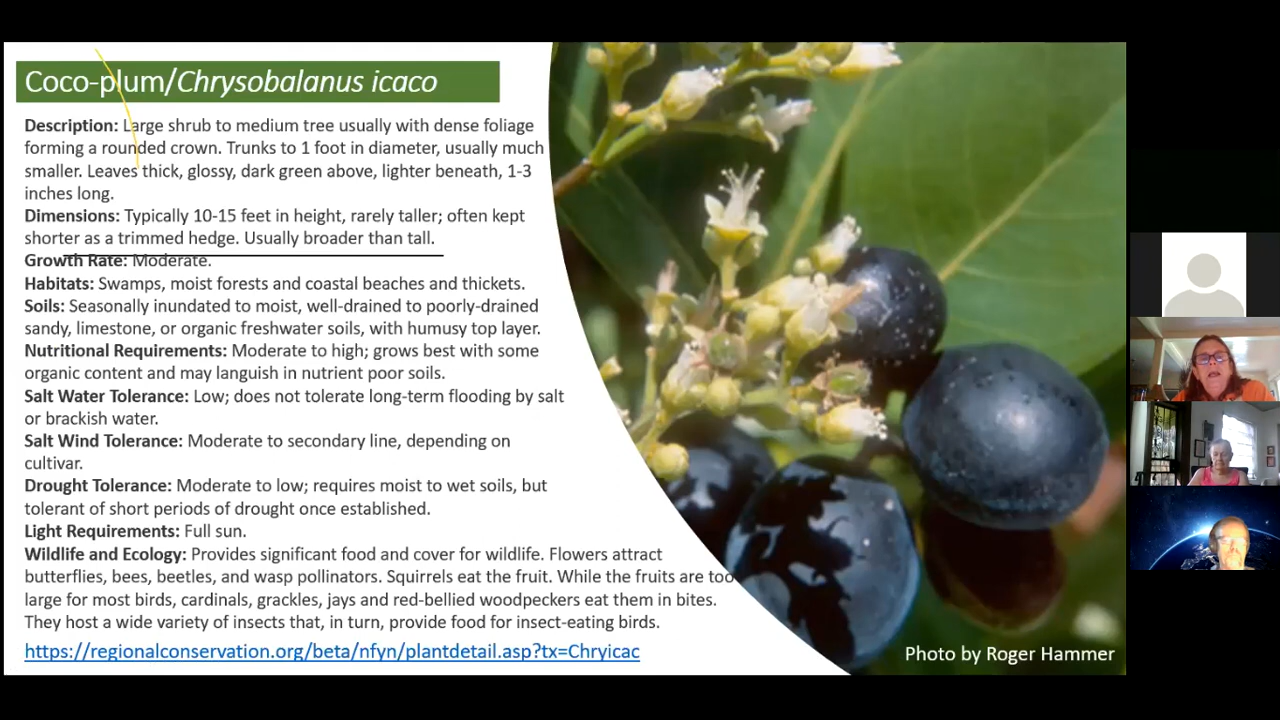 Coco-plum/Chrysobalanus icaco
Description: Large shrub to medium tree usually with dense foliage
forming a rounded crown. Trunks to 1 foot in diameter, usually much
smaller. Leaves thick, glossy, dark green above, lighter beneath, 1-3
inches long.
Dimensions: Typically 10-15 feet in height, rarely taller; often kept
shorter as a trimmed hedge. Usually broader than tall.
Growth Rate: Moderate.
Habitats: Swamps, moist forests and coastal beaches and thickets.
Soils: Seasonally inundated to moist, well-drained to poorly-drained
sandy, limestone, or organic freshwater soils, with humusy top layer.
Nutritional Requirements: Moderate to high; grows best with some
organic content and may languish in nutrient poor soils.
Salt Water Tolerance: Low; does not tolerate long-term flooding by salt
or brackish water.
Salt Wind Tolerance: Moderate to secondary line, depending on
cultivar.
Drought Tolerance: Moderate to low; requires moist to wet soils, but
tolerant of short periods of drought once established.
Light Requirements: Full sun.
Wildlife and Ecology: Provides significant food and cover for wildlife. Flowers attract
butterflies, bees, beetles, and wasp pollinators. Squirrels eat the fruit. While the fruits are too
large for most birds, cardinals, grackles, jays and red-bellied woodpeckers eat them in bites.
They host a wide variety of insects that, in turn, provide food for insect-eating birds.
https://regionalconservation.org/beta/nfyn/plantdetail.asp?tx=Chryicac
Photo by Roger Hammer